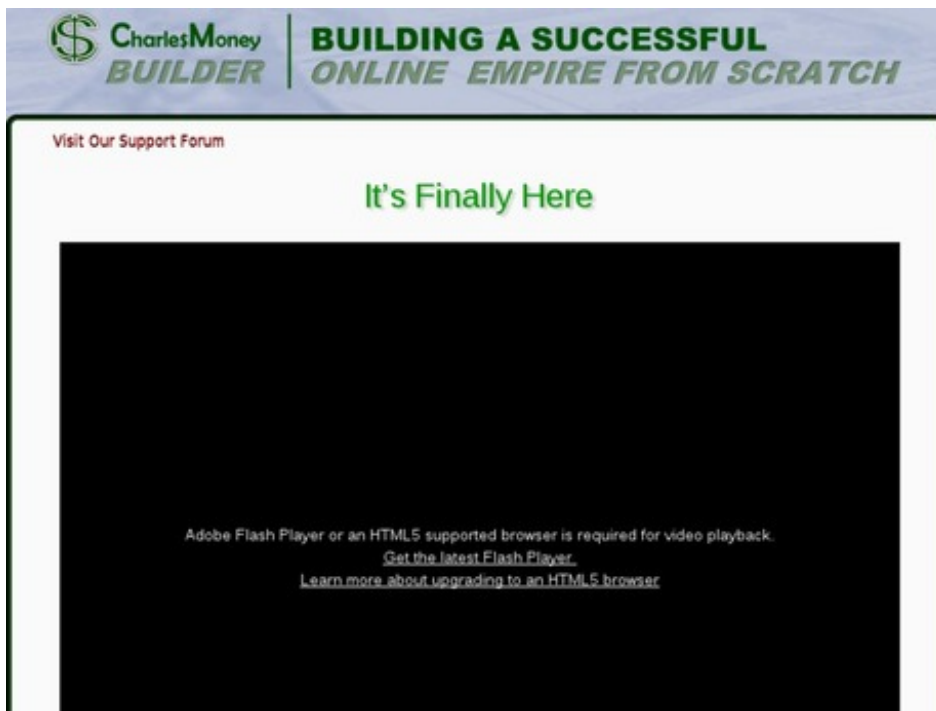 CharlesMoney
BUILDER
BUILDING A SUCCESSFUL
ONLINE EMPIRE FROM SCRATCH
Visit Our Support Forum
It's Finally Here
Adobe Flash Player or an HTML5 supported browser is required for video playback.
Get the latest Flash Player
Learn more about upgrading to an HTML5 browser